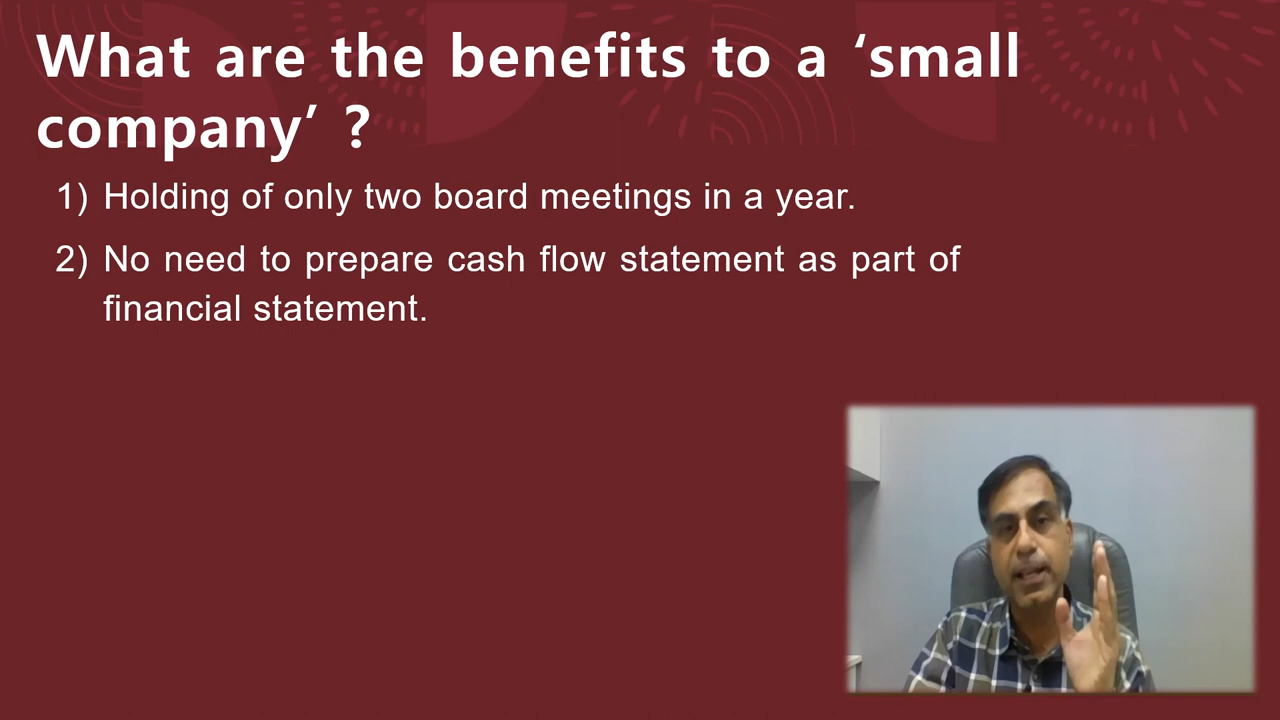 What are the benefits to a ‘small
company’ ?
1) Holding of only two board meetings in a year.
2) No need to prepare cash flow statement as part of
financial statement.